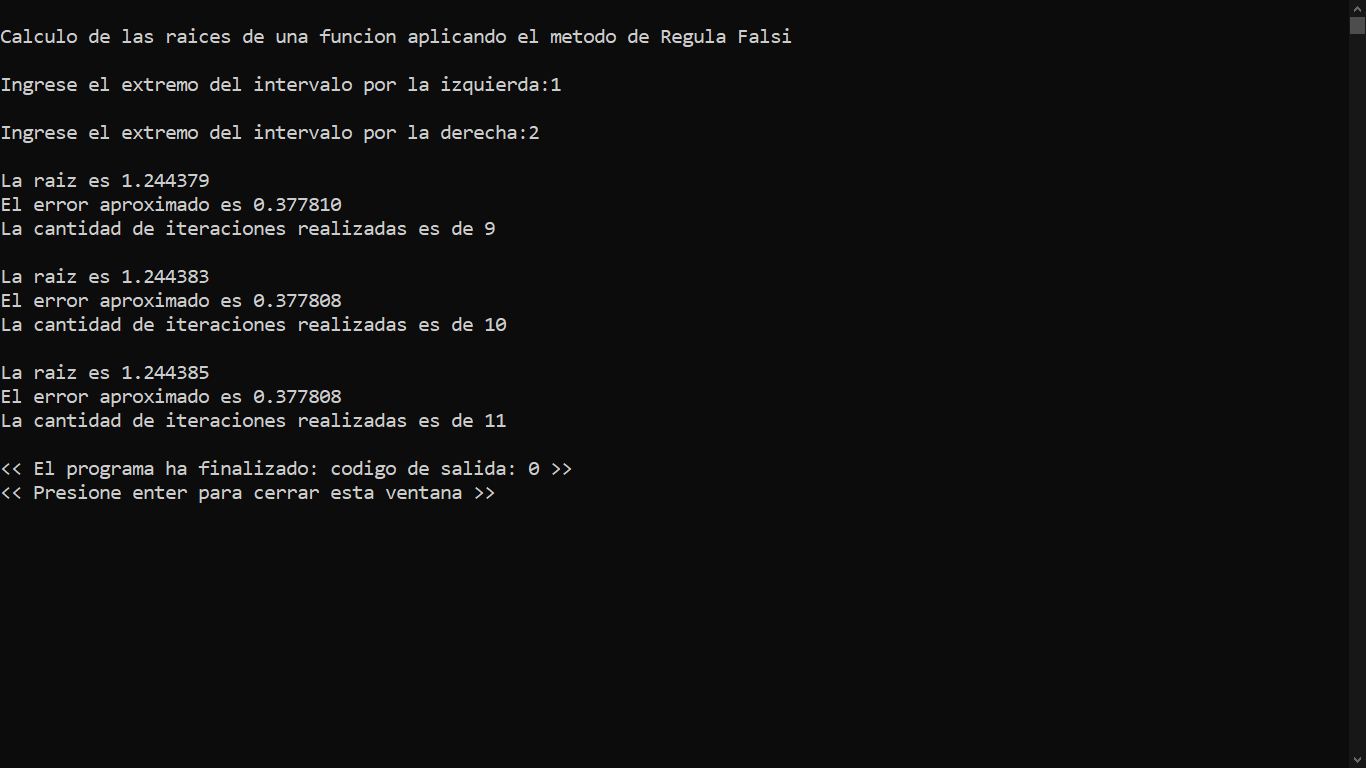 Calculo de las raices de una funcion aplicando el metodo de Regula Falsi
Ingrese el extremo del intervalo por la izquierda:1
Ingrese el extremo del intervalo por la derecha:2
La raiz es 1.244379
El error aproximado es 0.377810
La cantidad de iteraciones realizadas es de 9
La raiz es 1.244383
El error aproximado es 0.377808
La cantidad de iteraciones realizadas es de 10
La raiz es 1.244385
El error aproximado es 0.377808
La cantidad de iteraciones realizadas es de 11
<< El programa ha finalizado: codigo de salida: 0 >>
<< Presione enter para cerrar esta ventana >>